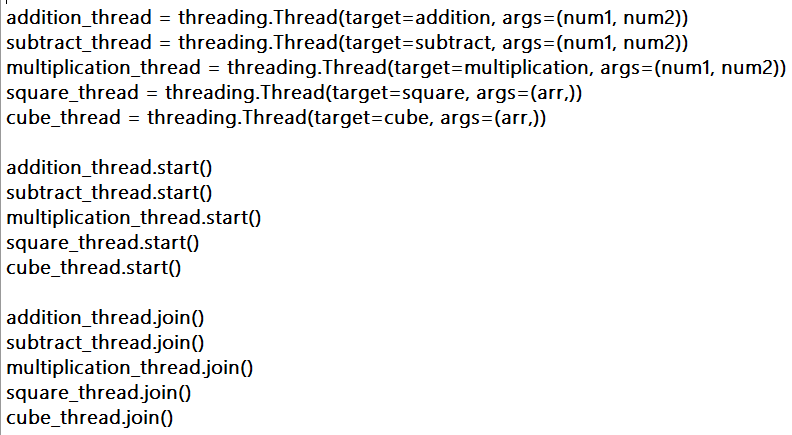 addition_thread = threading.Thread(target=addition, args=(num1, num2))
subtract_thread = threading.Thread(target=subtract, args=(num1, num2))
multiplication_thread = threading.Thread(target=multiplication, args=(num1, num2))
square_thread = threading.Thread(target=square, args=(arr,))
cube_thread = threading.Thread(target=cube, args=(arr,))
addition_thread.start()
subtract_thread.start()
multiplication_thread.start()
square_thread.start()
cube_thread.start()
addition_thread.join()
subtract_thread.join()
multiplication_thread.join()
square_thread.join()
cube_thread.join()